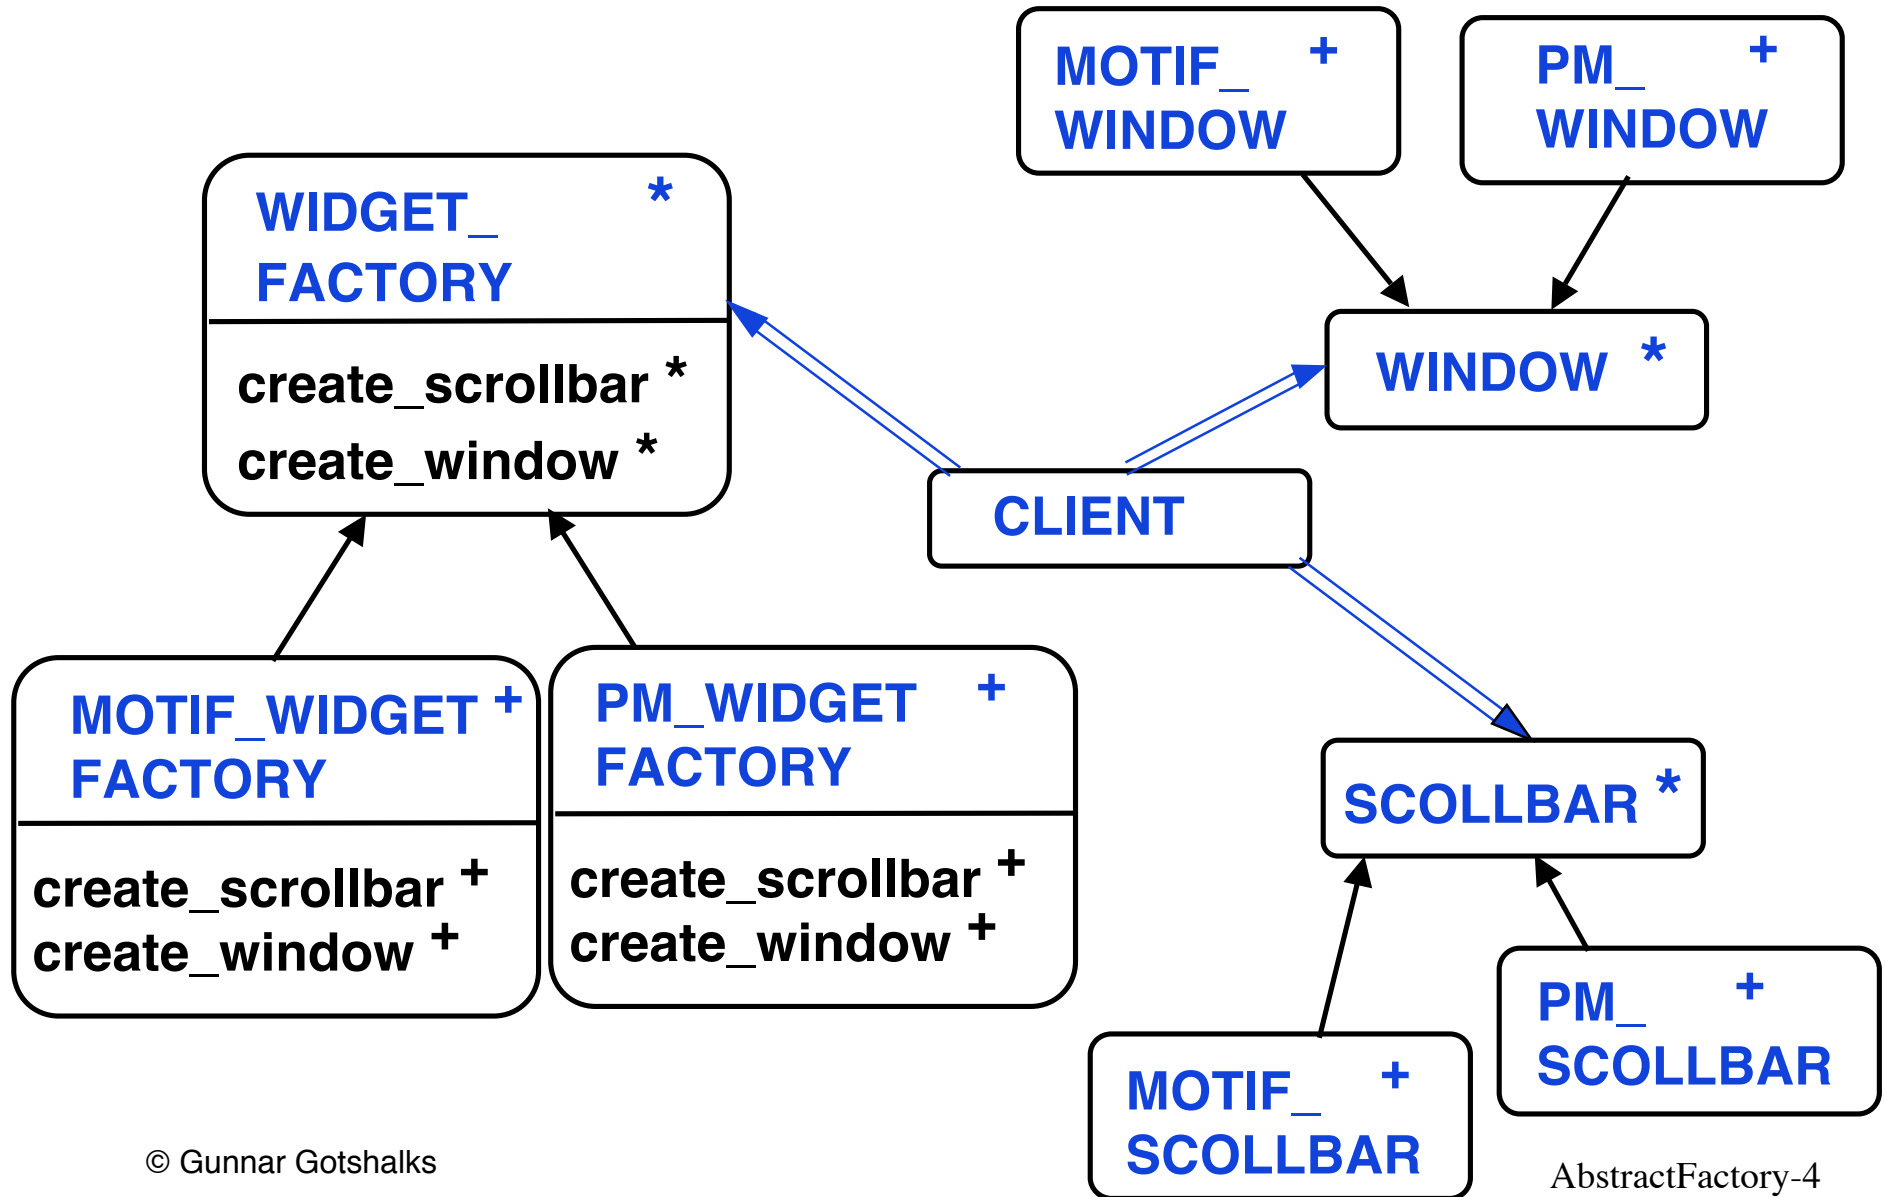 MOTIF_ +
WINDOW
PM_ +
WINDOW
WIDGET_ *
FACTORY
create_scrollbar *
create_window *
WINDOW *
CLIENT
MOTIF_WIDGET +
FACTORY
create_scrollbar +
create_window +
PM_WIDGET +
FACTORY
create_scrollbar +
create_window +
SCOLLBAR *
MOTIF_ +
SCOLLBAR
PM_ +
SCOLLBAR
© Gunnar Gotshalks
AbstractFactory-4